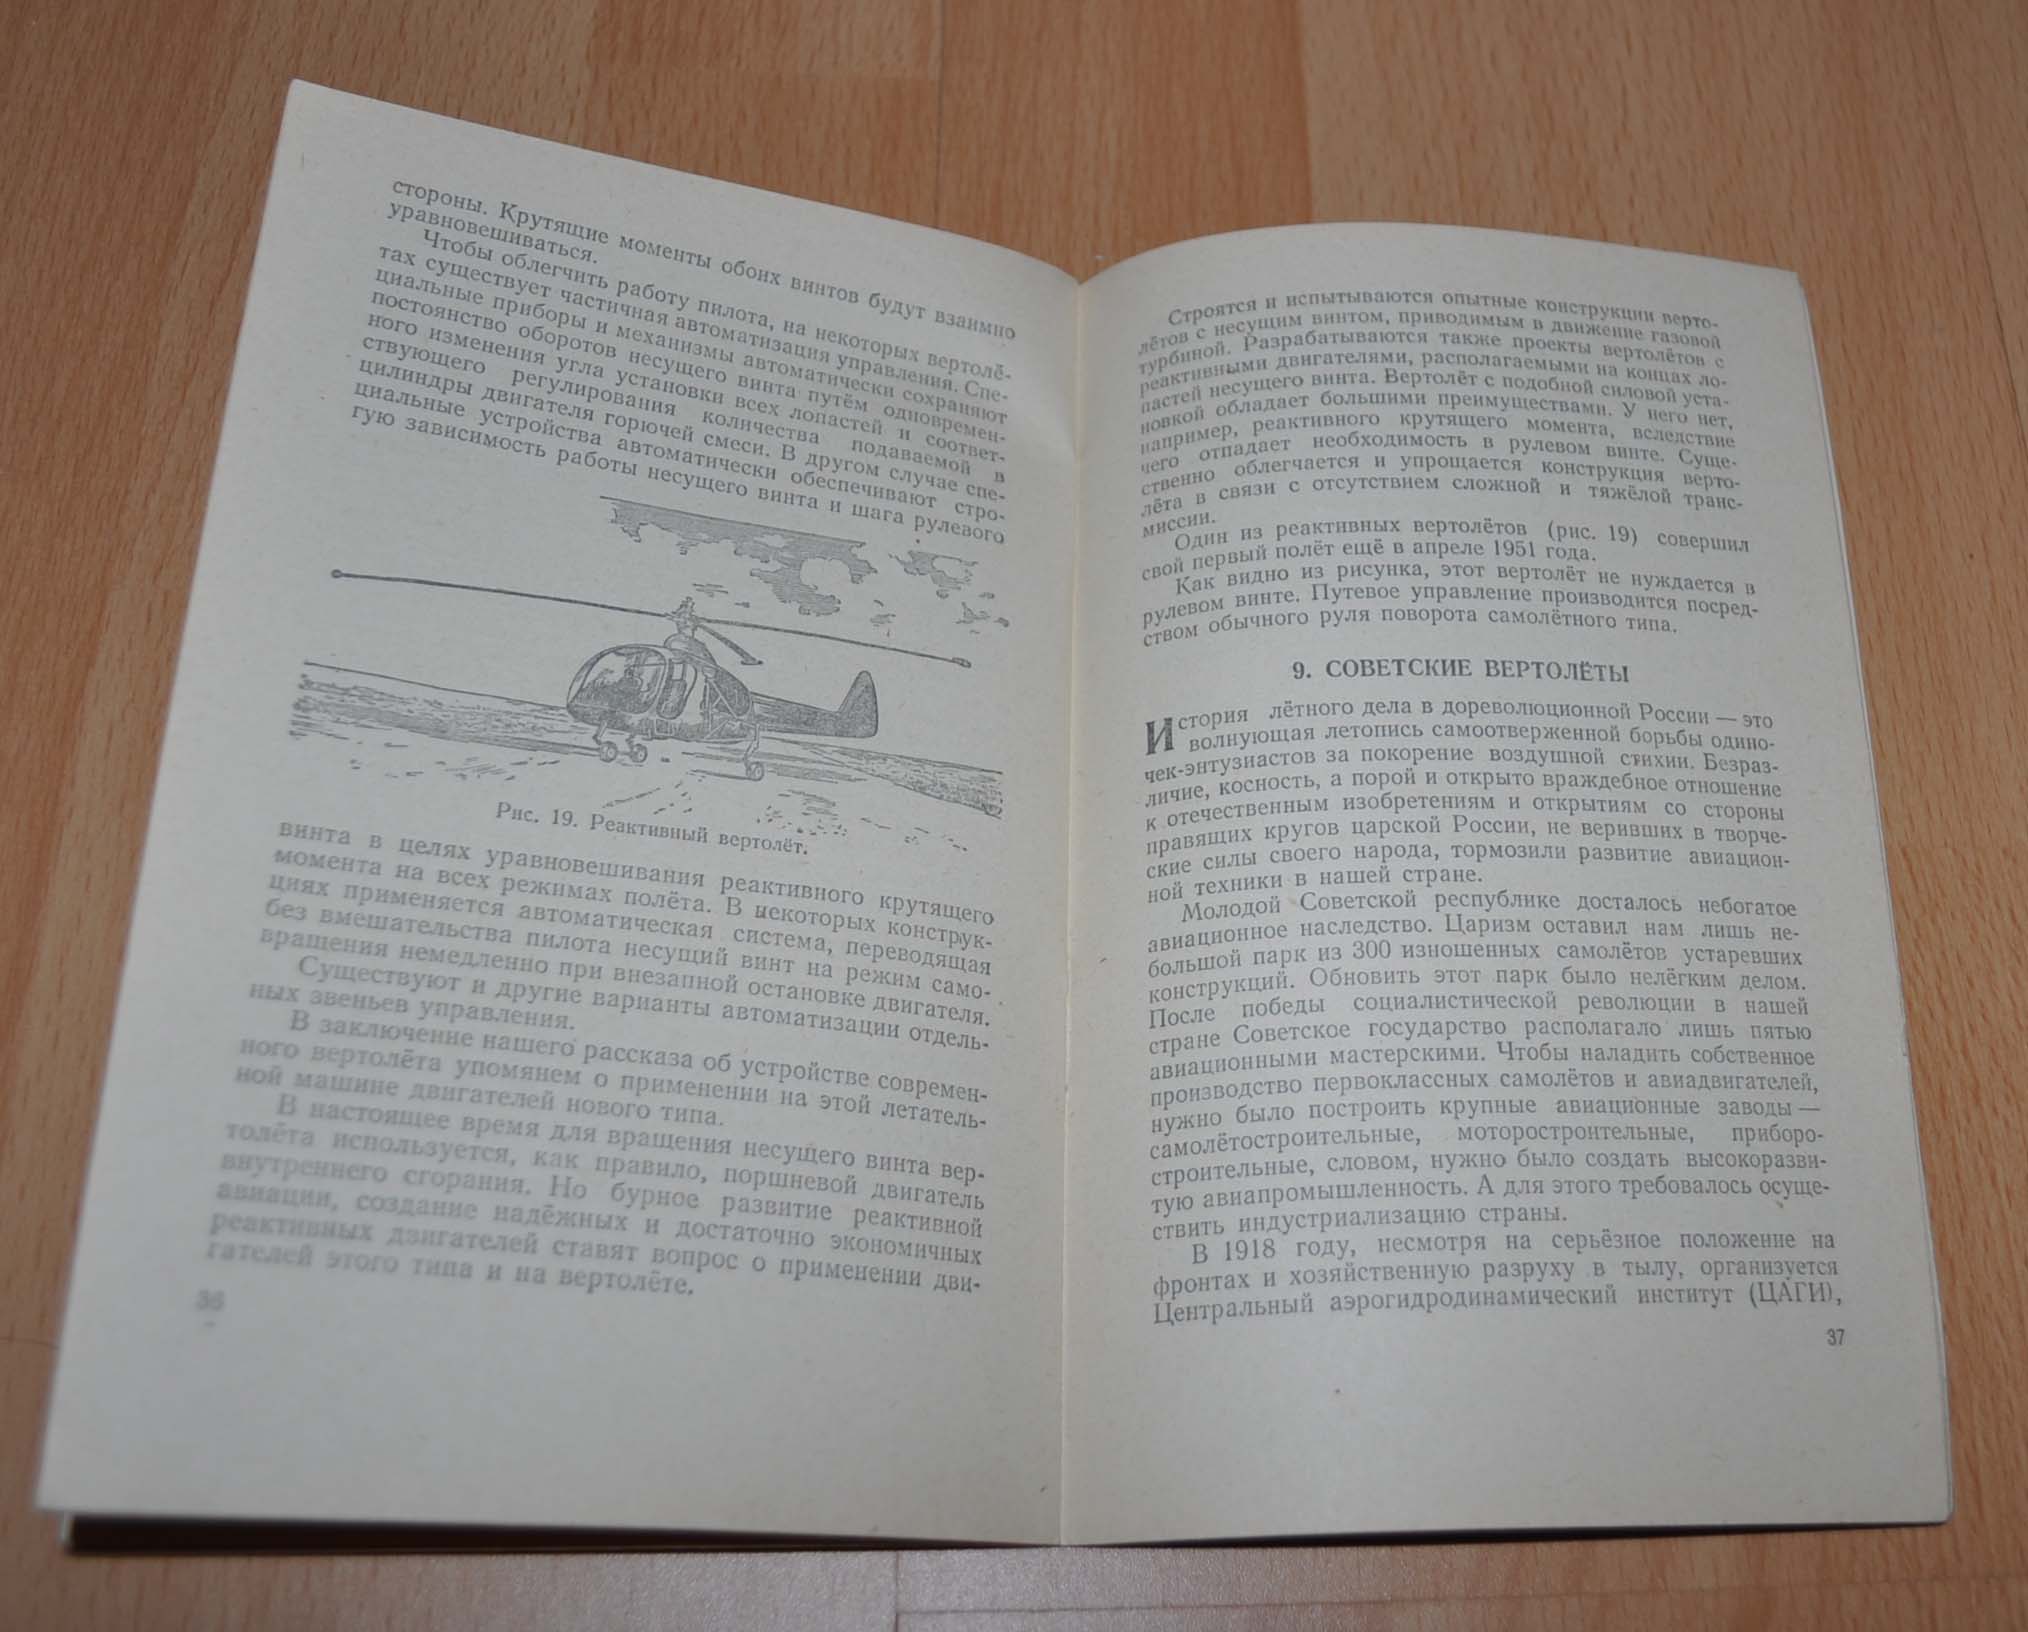 стороны. Крутящие моменты обоих винтов будут взаимно
уравновешиваться.
Чтобы облегчить работу пилота, на некоторых вертолё-
тах существует частичная автоматизация управления. Спе-
циальные приборы и механизмы автоматически сохраняют
постоянство оборотов несущего винта путём одновремен-
ного изменения угла установки всех лопастей и соответ-
ствующего регулирования количества подаваемой в
цилиндры двигателя горючей смеси. В другом случае спе-
циальные устройства автоматически обеспечивают стро-
гую зависимость работы несущего винта и шага рулевого
Рис. 19. Реактивный вертолёт.
винта в целях уравновешивания реактивного крутящего
момента на всех режимах полёта. В некоторых конструк-
циях применяется автоматическая система, переводящая
без вмешательства пилота несущий винт на режим само-
вращения немедленно при внезапной остановке двигателя.
Существуют и другие варианты автоматизации отдель-
ных звеньев управления.
В заключение нашего рассказа об устройстве современ-
ного вертолёта упомянем о применении на этой летатель-
ной машине двигателей нового типа.
В настоящее время для вращения несущего винта вер-
толёта используется, как правило, поршневой двигатель
внутреннего сгорания. Но бурное развитие реактивной
авиации, создание надёжных и достаточно экономичных
реактивных двигателей ставят вопрос о применении дви-
гателей этого типа и на вертолёте.
36
Строятся и испытываются опытные конструкции верто-
лётов с несущим винтом, приводимым в движение газовой
турбиной. Разрабатываются также проекты вертолётов с
реактивными двигателями, располагаемыми на концах ло-
пастей несущего винта. Вертолёт с подобной силовой уста-
новкой обладает большими преимуществами. У него нет,
например, реактивного крутящего момента, вследствие
чего отпадает необходимость в рулевом винте. Суще-
ственно облегчается и упрощается конструкция верто-
лёта в связи с отсутствием сложной и тяжёлой транс-
миссии.
Один из реактивных вертолётов (рис. 19) совершил
свой первый полёт ещё в апреле 1951 года.
Как видно из рисунка, этот вертолёт не нуждается в
рулевом винте. Путевое управление производится посред-
ством обычного руля поворота самолётного типа.
9. СОВЕТСКИЕ ВЕРТОЛЁТЫ
История лётного дела в дореволюционной России — это
волнующая летопись самоотверженной борьбы одино-
чек-энтузиастов за покорение воздушной стихии. Безраз-
личие, косность, а порой и открыто враждебное отношение
к отечественным изобретениям и открытиям со стороны
правящих кругов царской России, не веривших в творче-
ские силы своего народа, тормозили развитие авиацион-
ной техники в нашей стране.
Молодой Советской республике досталось небогатое
авиационное наследство. Царизм оставил нам лишь не-
большой парк из 300 изношенных самолётов устаревших
конструкций. Обновить этот парк было нелёгким делом.
После победы социалистической революции в нашей
стране Советское государство располагало лишь пятью
авиационными мастерскими. Чтобы наладить собственное
производство первоклассных самолётов и авиадвигателей,
нужно было построить крупные авиационные заводы —
самолётостроительные, моторостроительные, приборо-
строительные, словом, нужно было создать высокоразви-
тую авиапромышленность. А для этого требовалось осуще-
ствить индустриализацию страны.
В 1918 году, несмотря на серьёзное положение на
фронтах и хозяйственную разруху в тылу, организуется
Центральный аэрогидродинамический институт (ЦАГИ),
37